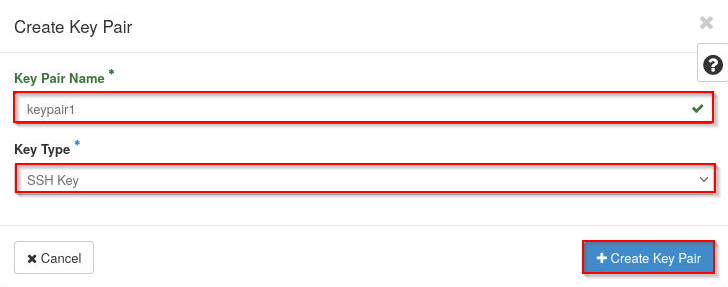 Create Key Pair
Key Pair Name *
keypair1
Key Type *
SSH Key
Cancel
Create Key Pair